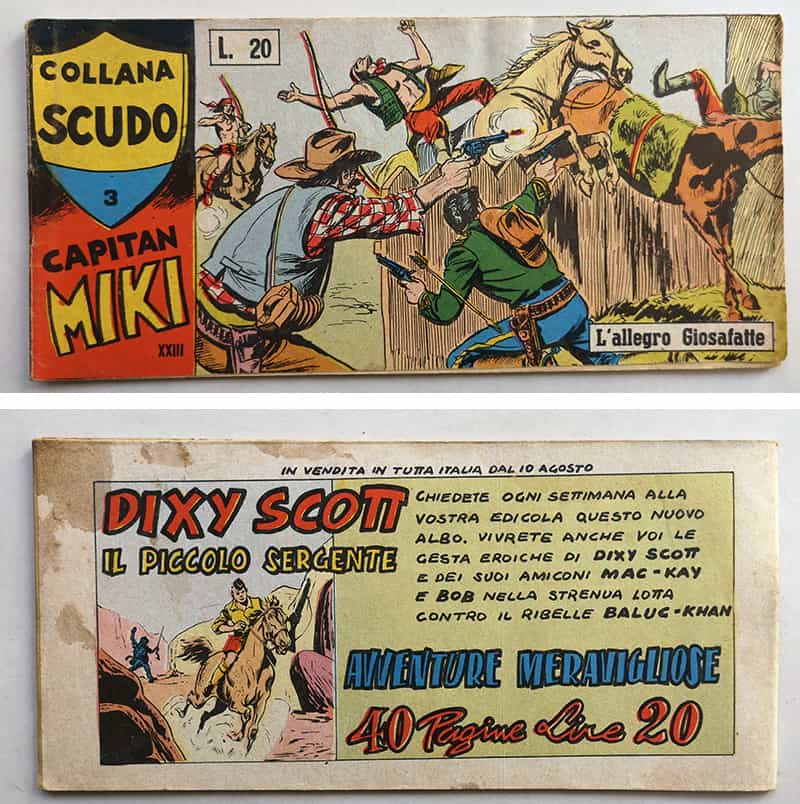 COLLANA
SCUDO
3
CAPITAN
MIKI
XXIII
L. 20
L'allegro Giosafatte
IN VENDITA IN TUTTA ITALIA DAL 10 AGOSTO
DIXY SCOTT
IL PICCOLO SERGENTE
CHIEDETE OGNI SETTIMANA ALLA
VOSTRA EDICOLA QUESTO NUOVO
ALBO. VIVRETE ANCHE VOI LE
GESTA EROICHE DI DIXY SCOTT
E DEI SUOI AMICONI MAC-KAY
E BOB NELLA STRENUA LOTTA
CONTRO IL RIBELLE BALUC-KHAN
AVVENTURE MERAVIGLIOSE
40 Pagine Lire 20